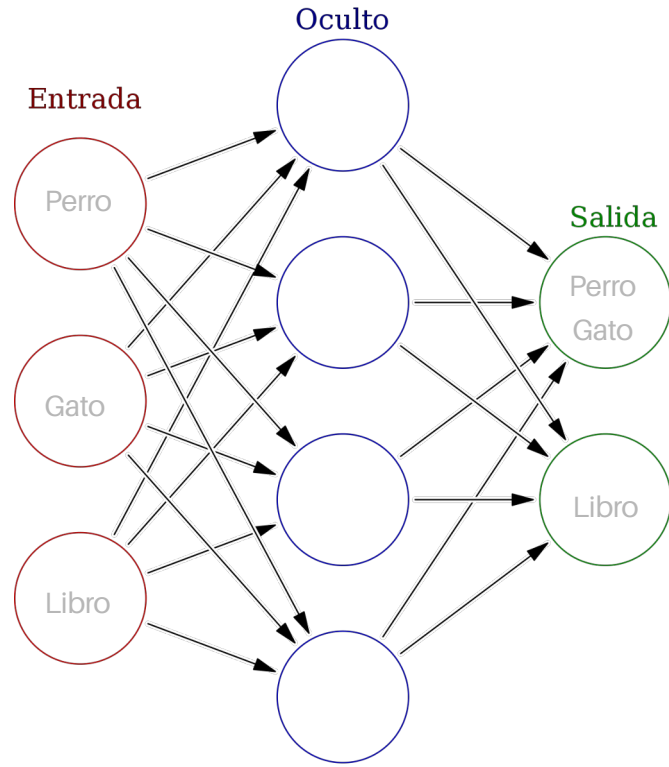 Oculto
Entrada
Perro
Gato
Libro
Salida
Perro
Gato
Libro